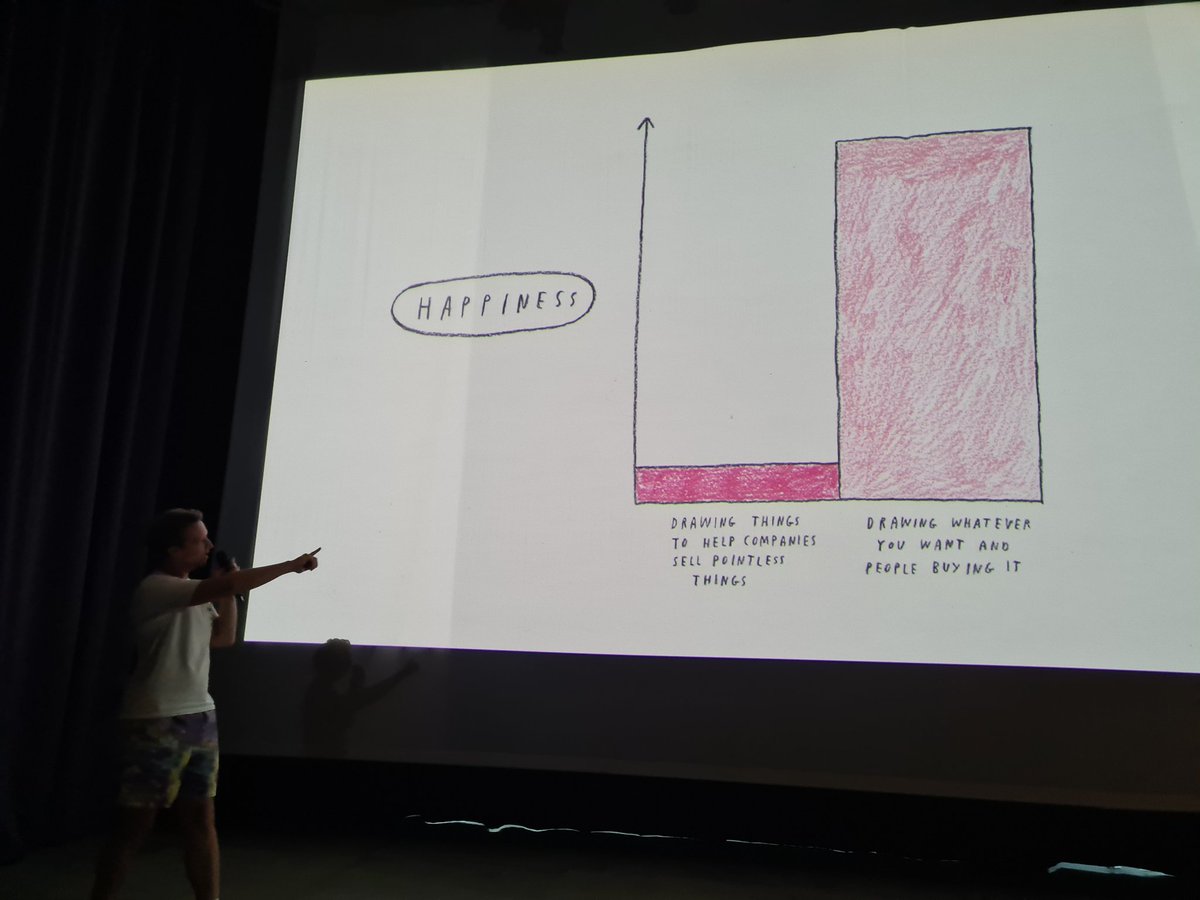 HAPPINESS
DRAWING THINGS
TO HELP COMPANIES
SELL POINTLESS
THINGS
DRAWING WHATEVER
YOU WANT AND
PEOPLE BUYING IT